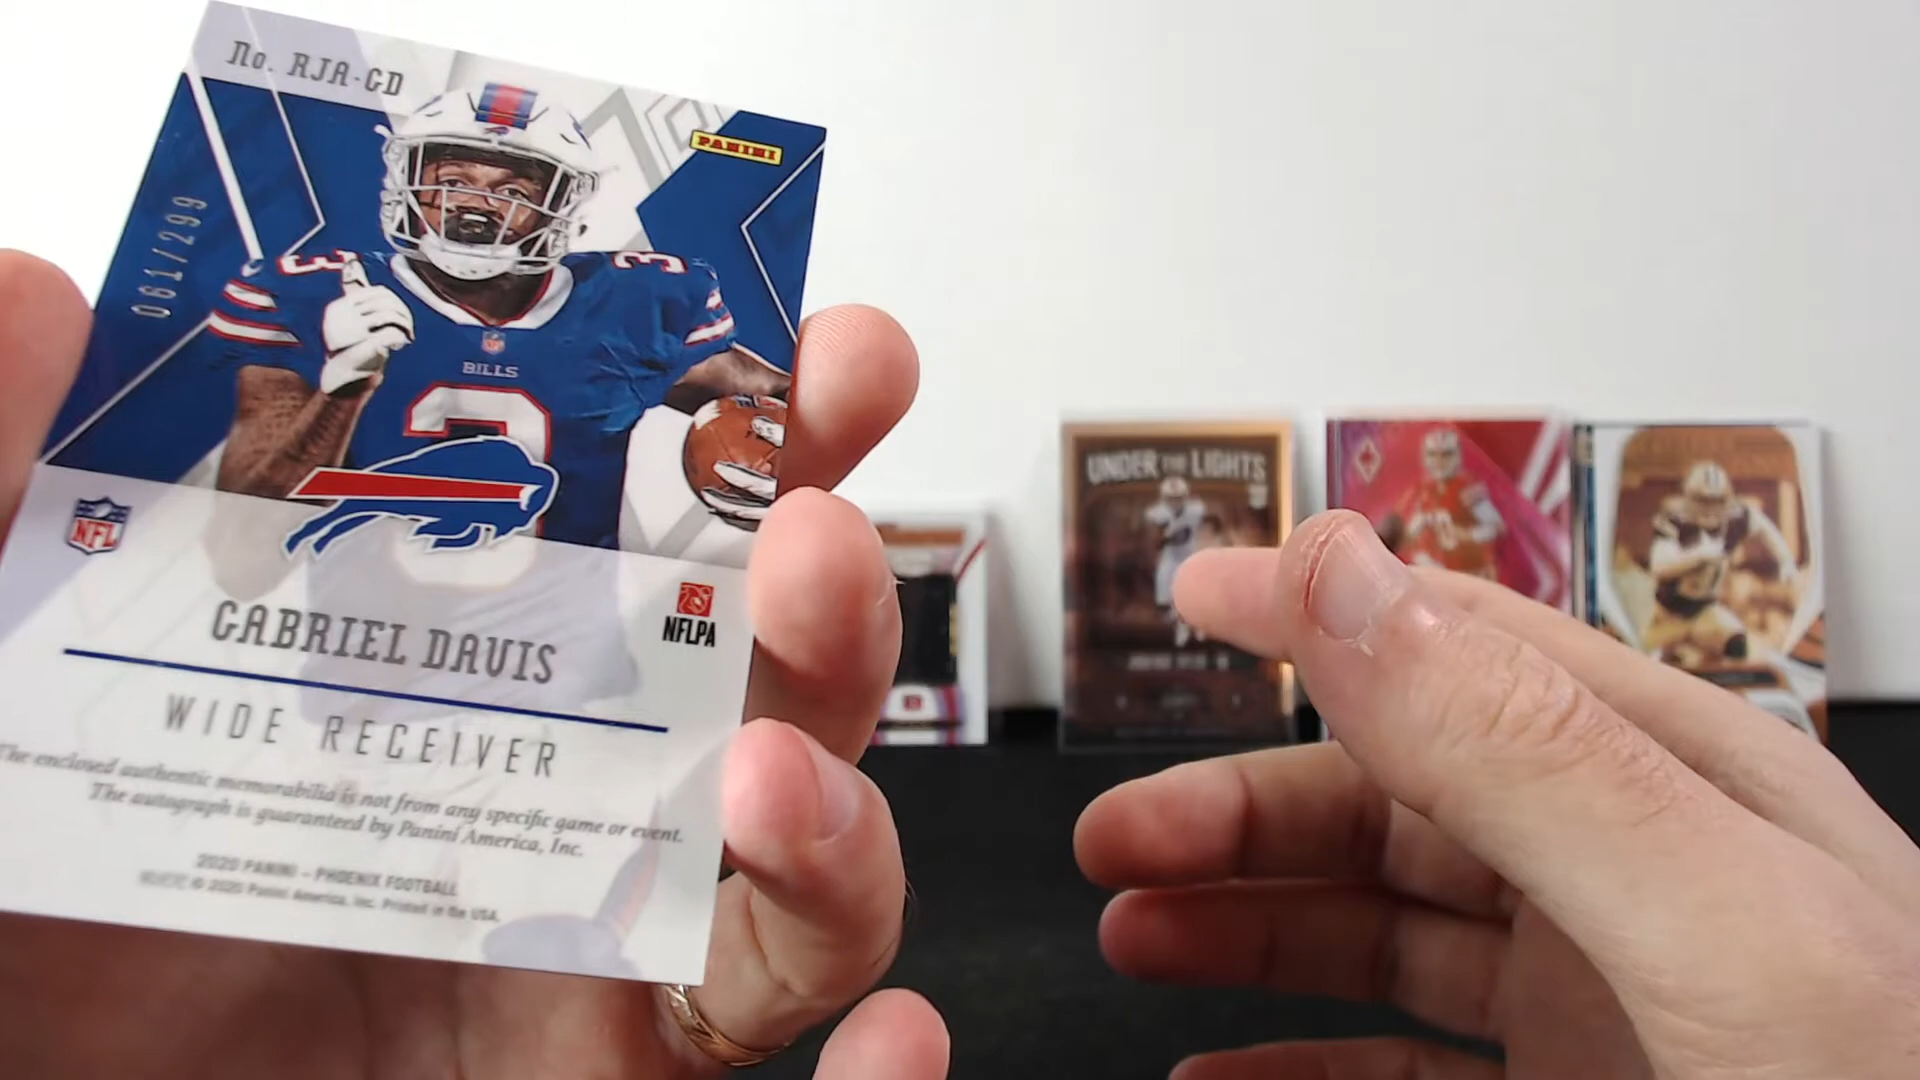 No. RJA-GD
PANINI
061/299
3
3
BILLS
3
NFL
NFLPA
GABRIEL DAVIS
WIDE RECEIVER
The enclosed authentic memorabilia is not from any specific game or event.
The autograph is guaranteed by Panini America, Inc.
2020 PANINI – PHOENIX FOOTBALL
© 2020 Panini America, Inc. Printed in the USA.
UNDER THE LIGHTS